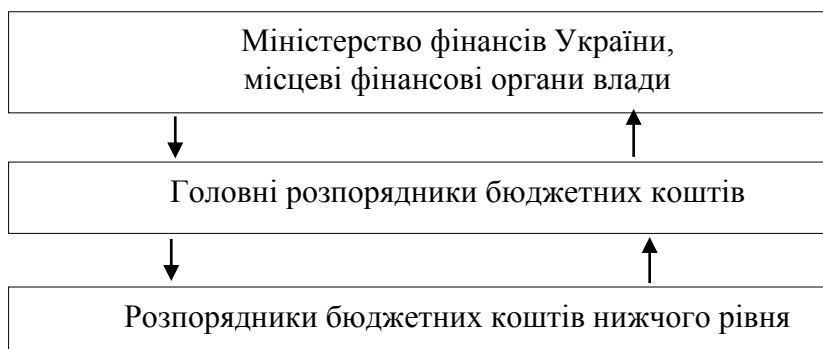 Міністерство фінансів України,
місцеві фінансові органи влади
Головні розпорядники бюджетних коштів
Розпорядники бюджетних коштів нижчого рівня